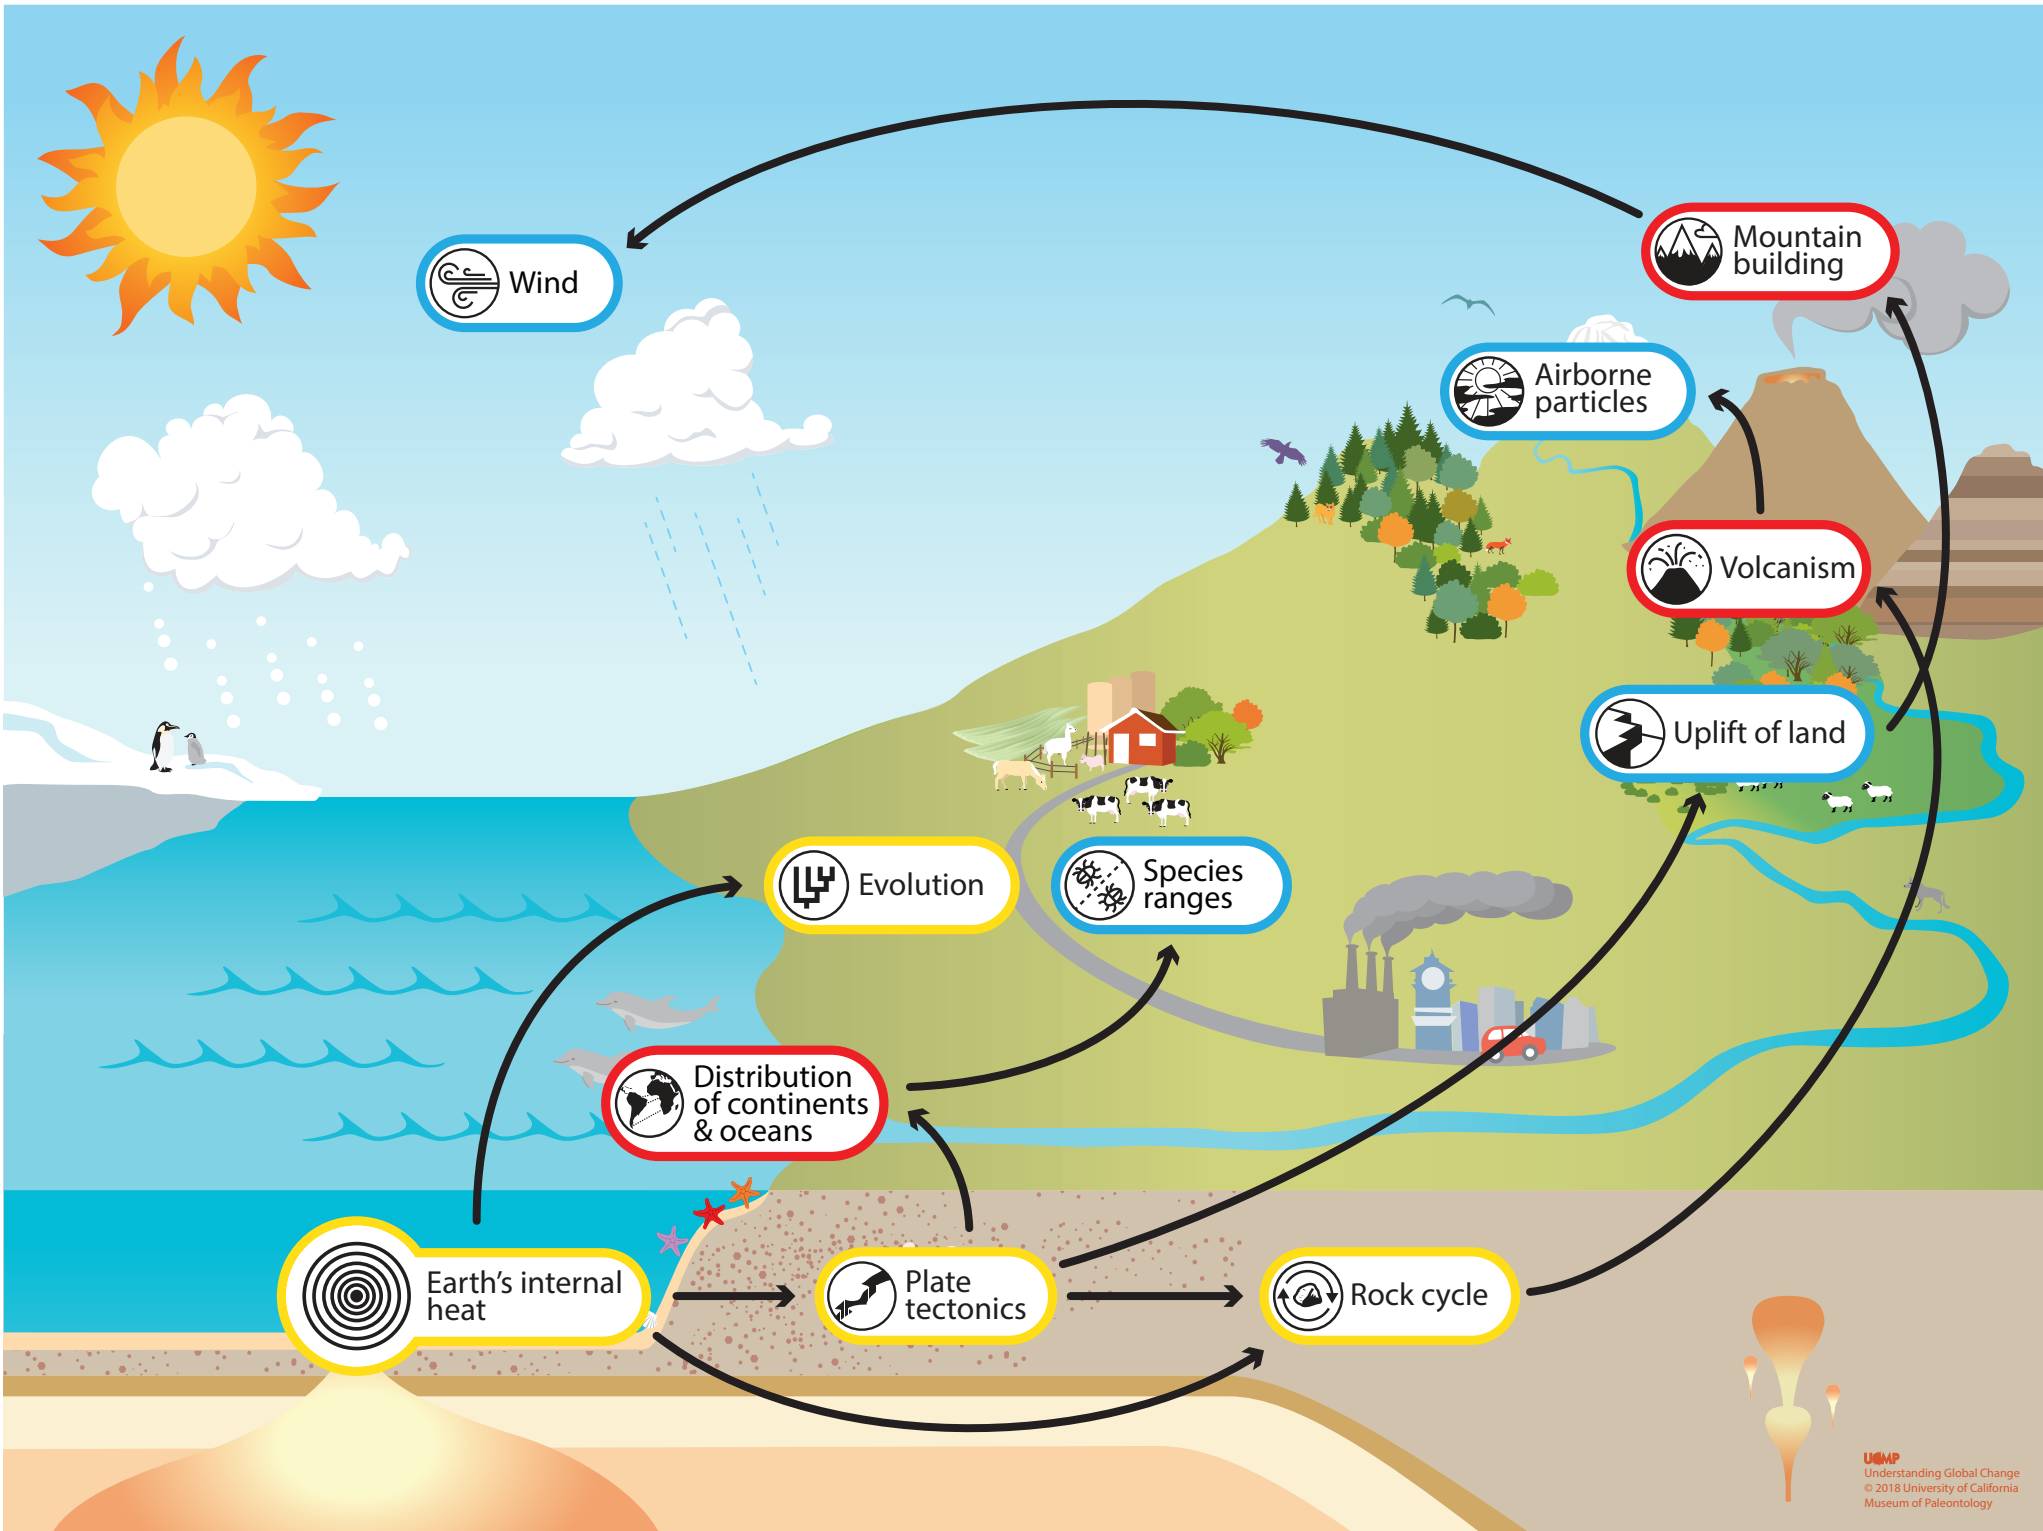 Mountain
building
Wind
Airborne
particles
Volcanism
Uplift of land
Evolution
Species
ranges
Distribution
of continents
& oceans
Earth's internal
heat
Plate
tectonics
Rock cycle
UCMP
Understanding Global Change
© 2018 University of California
Museum of Paleontology